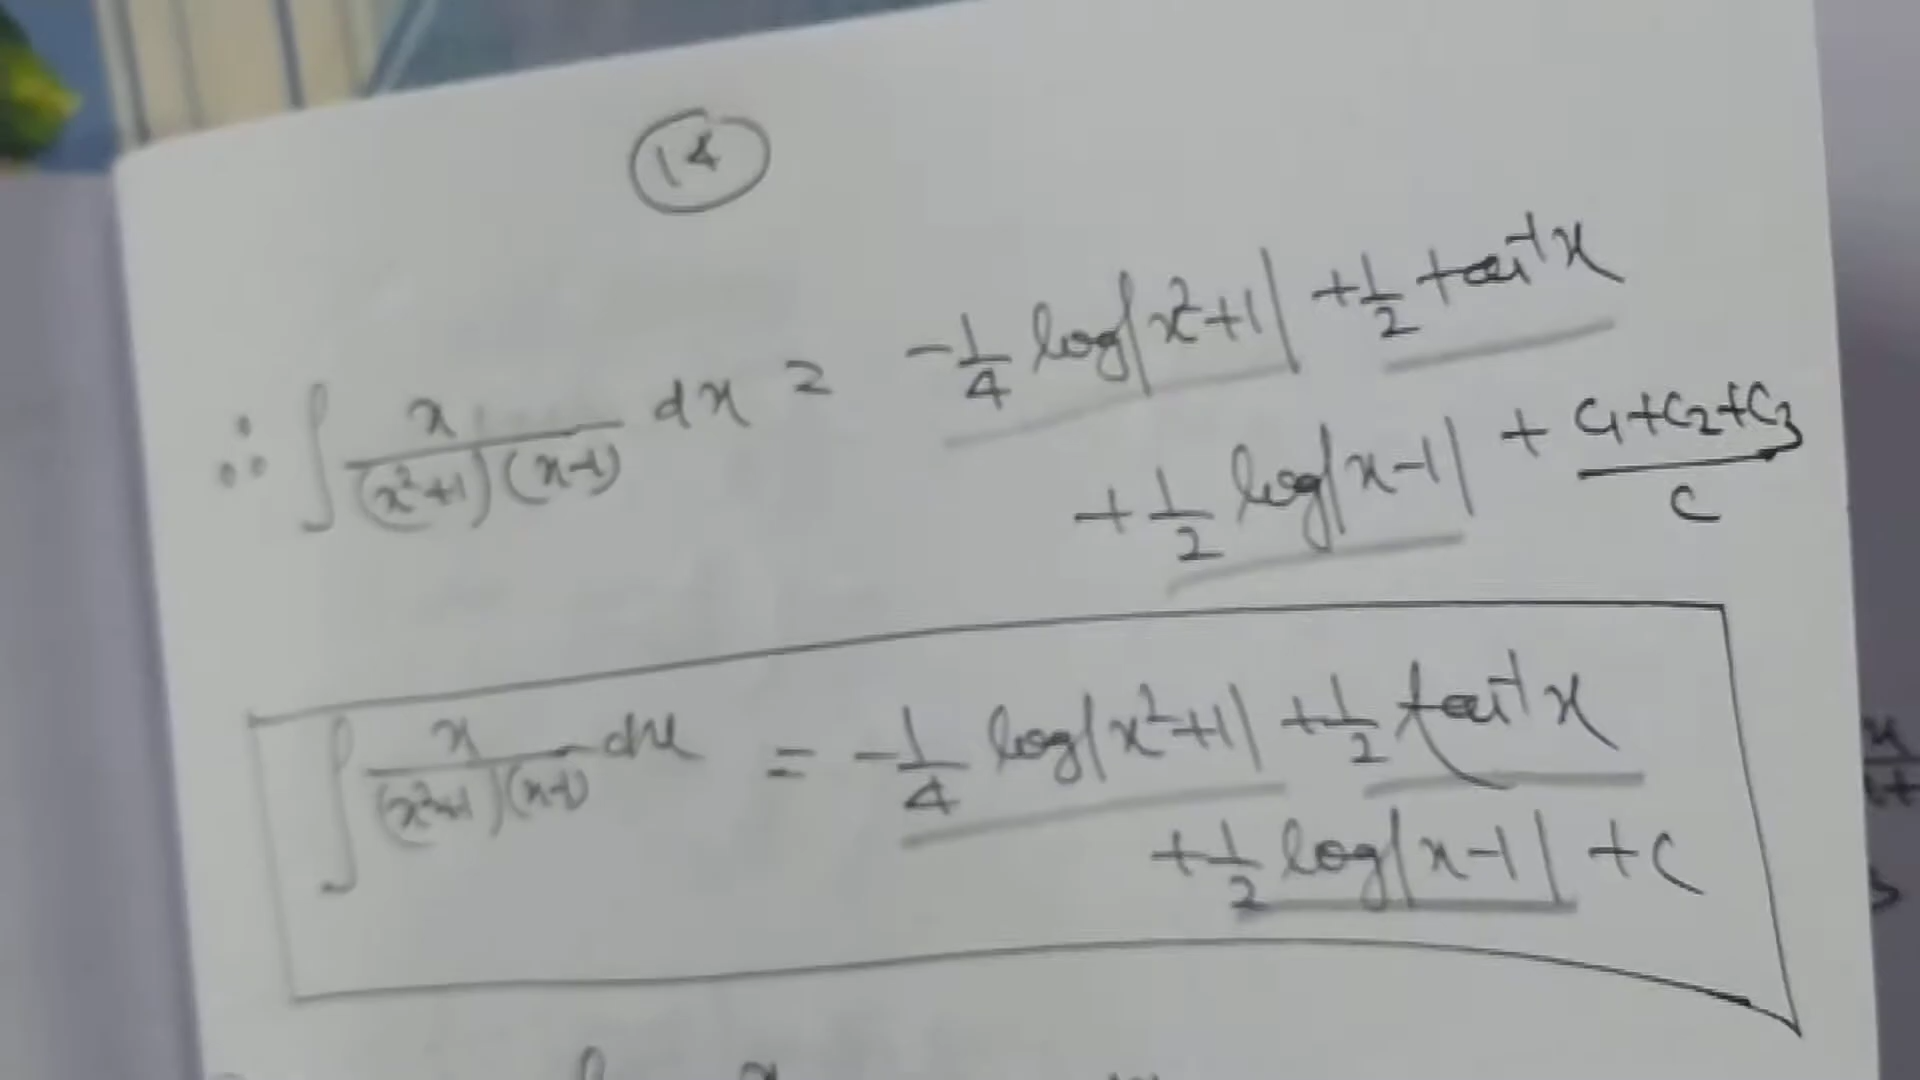 14
∴ ∫ x/((x²+1)(x-1)) dx = -1/4 log|x²+1| + 1/2 tan⁻¹x
+ 1/2 log|x-1| + C₁+C₂+C₃
C
∫ x/((x²+1)(x-1)) dx = -1/4 log|x²+1| + 1/2 tan⁻¹x
+ 1/2 log|x-1| + C